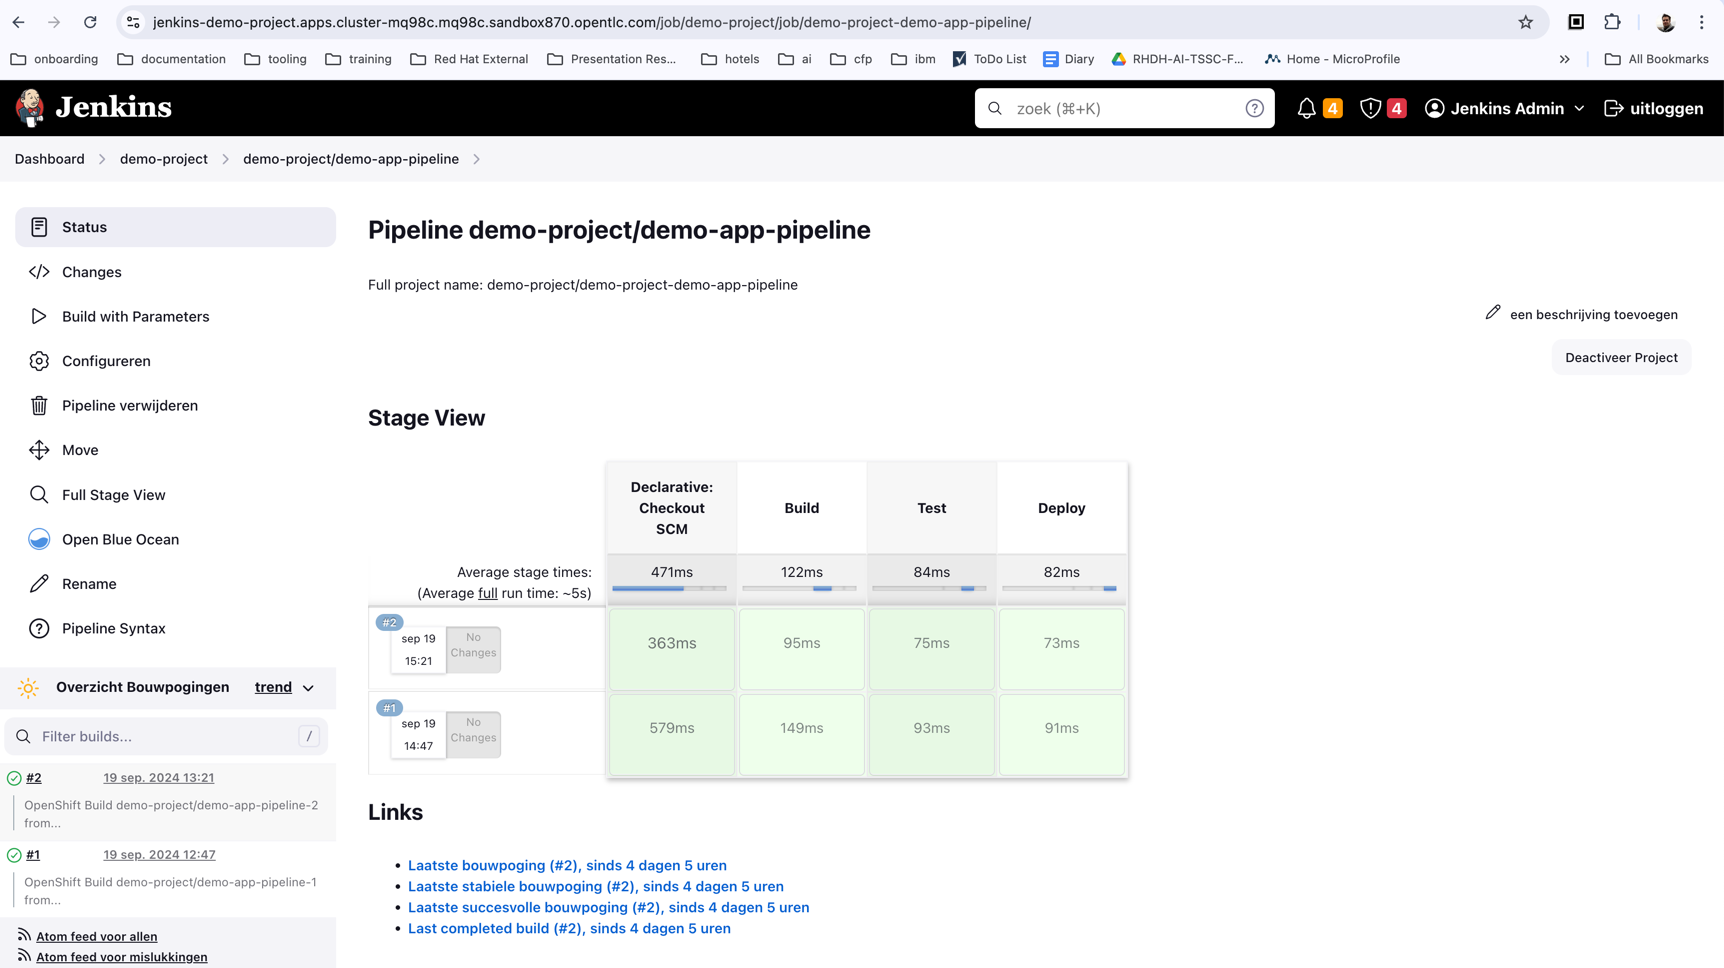 jenkins-demo-project.apps.cluster-mq98c.mq98c.sandbox870.opentlc.com/job/demo-project/job/demo-project-demo-app-pipeline/
onboarding documentation tooling training Red Hat External Presentation Res... hotels ai cfp ibm ToDo List Diary RHDH-AI-TSSC-F... Home - MicroProfile » All Bookmarks
Jenkins zoek (⌘+K) ? 4 4 Jenkins Admin uitloggen
Dashboard demo-project demo-project/demo-app-pipeline
Status
Changes
Build with Parameters
Configureren
Pipeline verwijderen
Move
Full Stage View
Open Blue Ocean
Rename
Pipeline Syntax
Overzicht Bouwpogingen trend
Filter builds... /
#2 19 sep. 2024 13:21
OpenShift Build demo-project/demo-app-pipeline-2
from...
#1 19 sep. 2024 12:47
OpenShift Build demo-project/demo-app-pipeline-1
from...
Atom feed voor allen
Atom feed voor mislukkingen
Pipeline demo-project/demo-app-pipeline
Full project name: demo-project/demo-project-demo-app-pipeline
een beschrijving toevoegen
Deactiveer Project
Stage View
Declarative:
Checkout
SCM
Build
Test
Deploy
Average stage times: 471ms 122ms 84ms 82ms
(Average full run time: ~5s)
#2
sep 19
15:21
No
Changes
363ms 95ms 75ms 73ms
#1
sep 19
14:47
No
Changes
579ms 149ms 93ms 91ms
Links
• Laatste bouwpoging (#2), sinds 4 dagen 5 uren
• Laatste stabiele bouwpoging (#2), sinds 4 dagen 5 uren
• Laatste succesvolle bouwpoging (#2), sinds 4 dagen 5 uren
• Last completed build (#2), sinds 4 dagen 5 uren